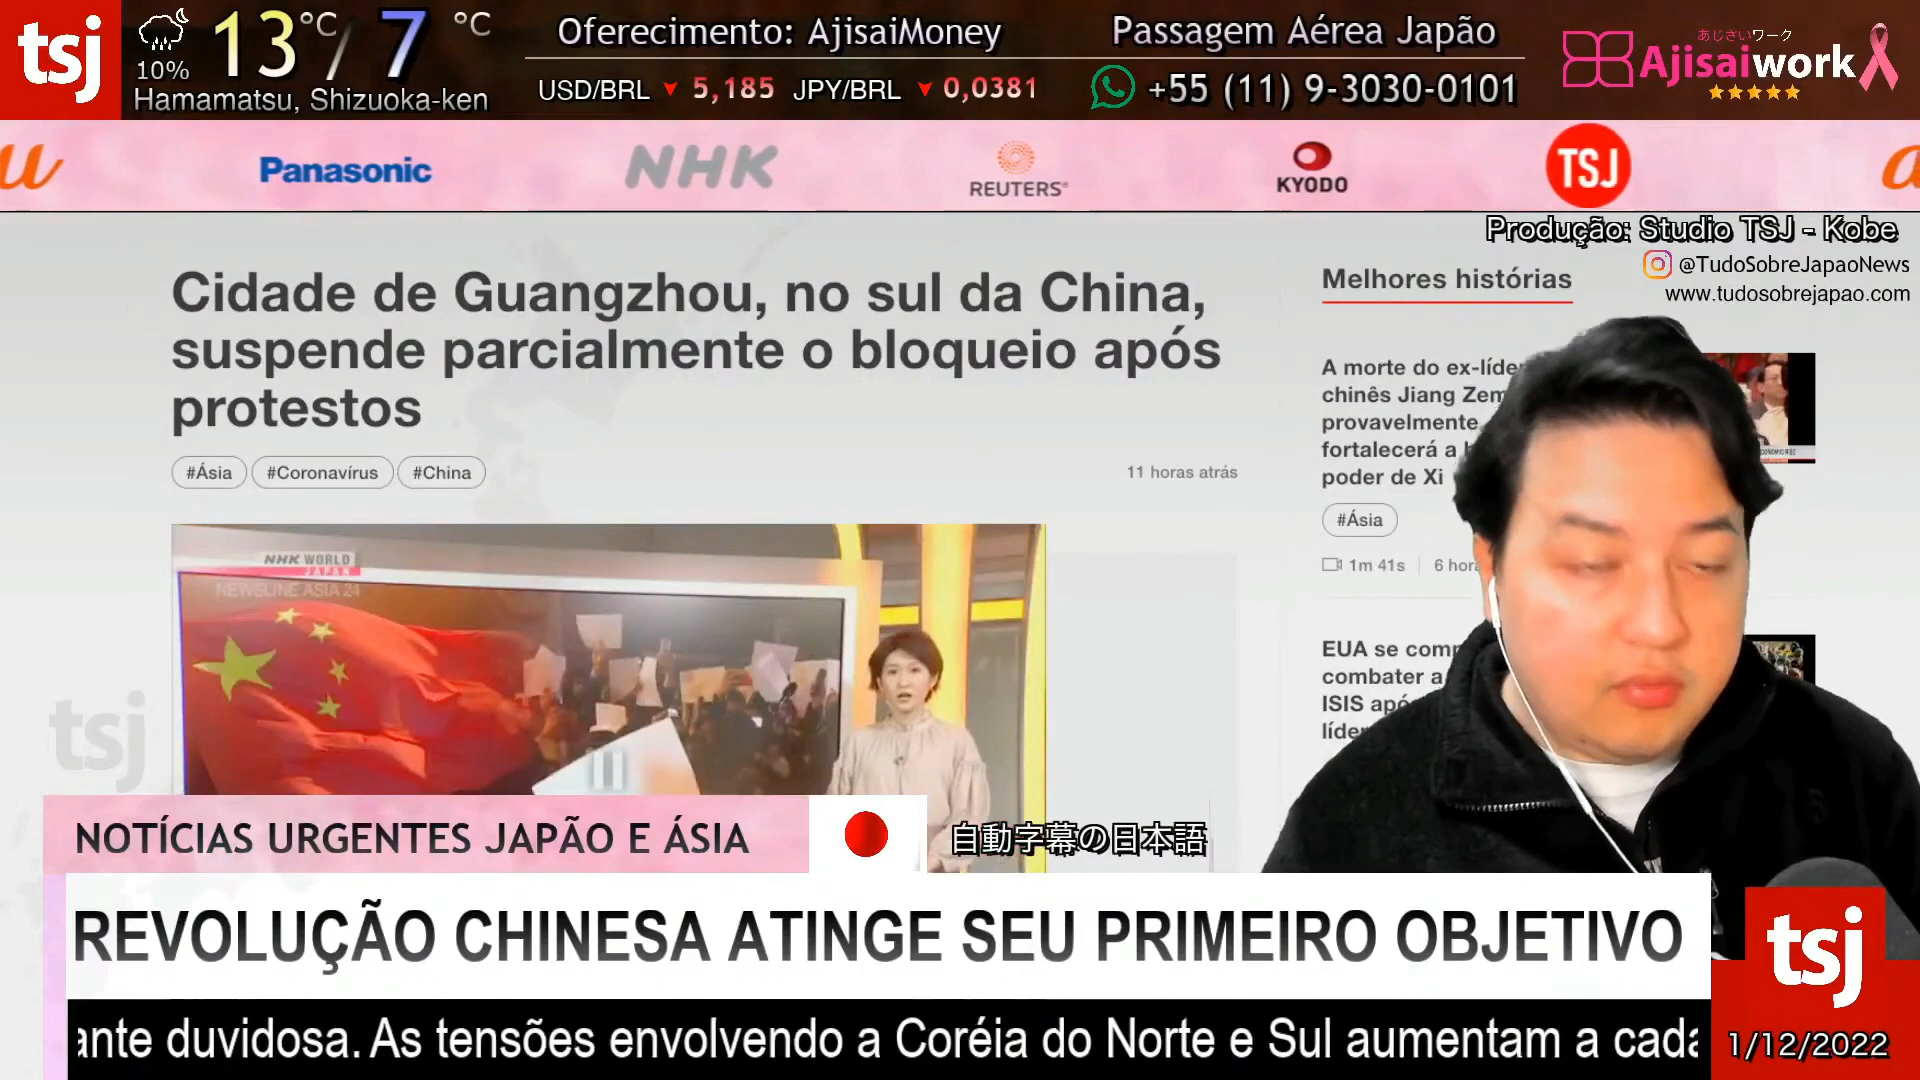 tsj
10%
13°C / 7 °C
Hamamatsu, Shizuoka-ken
Oferecimento: AjisaiMoney
USD/BRL ▼ 5,185 JPY/BRL ▼ 0,0381
Passagem Aérea Japão
+55 (11) 9-3030-0101
あじさいワーク
Ajisaiwork
Panasonic
NHK
REUTERS
KYODO
TSJ
Produção: Studio TSJ - Kobe
@TudoSobreJapaoNews
www.tudosobrejapao.com
Cidade de Guangzhou, no sul da China,
suspende parcialmente o bloqueio após
protestos
#Ásia
#Coronavírus
#China
11 horas atrás
Melhores histórias
A morte do ex-líde
chinês Jiang Zem
provavelmente
fortalecerá a
poder de Xi
#Ásia
1m 41s
6 hora
EUA se comp
combater a
ISIS apó
líder
NHK WORLD
JAPAN
NEWSLINE ASIA 24
tsj
NOTÍCIAS URGENTES JAPÃO E ÁSIA
自動字幕の日本語
REVOLUÇÃO CHINESA ATINGE SEU PRIMEIRO OBJETIVO
ante duvidosa. As tensões envolvendo a Coréia do Norte e Sul aumentam a cada
tsj
1/12/2022